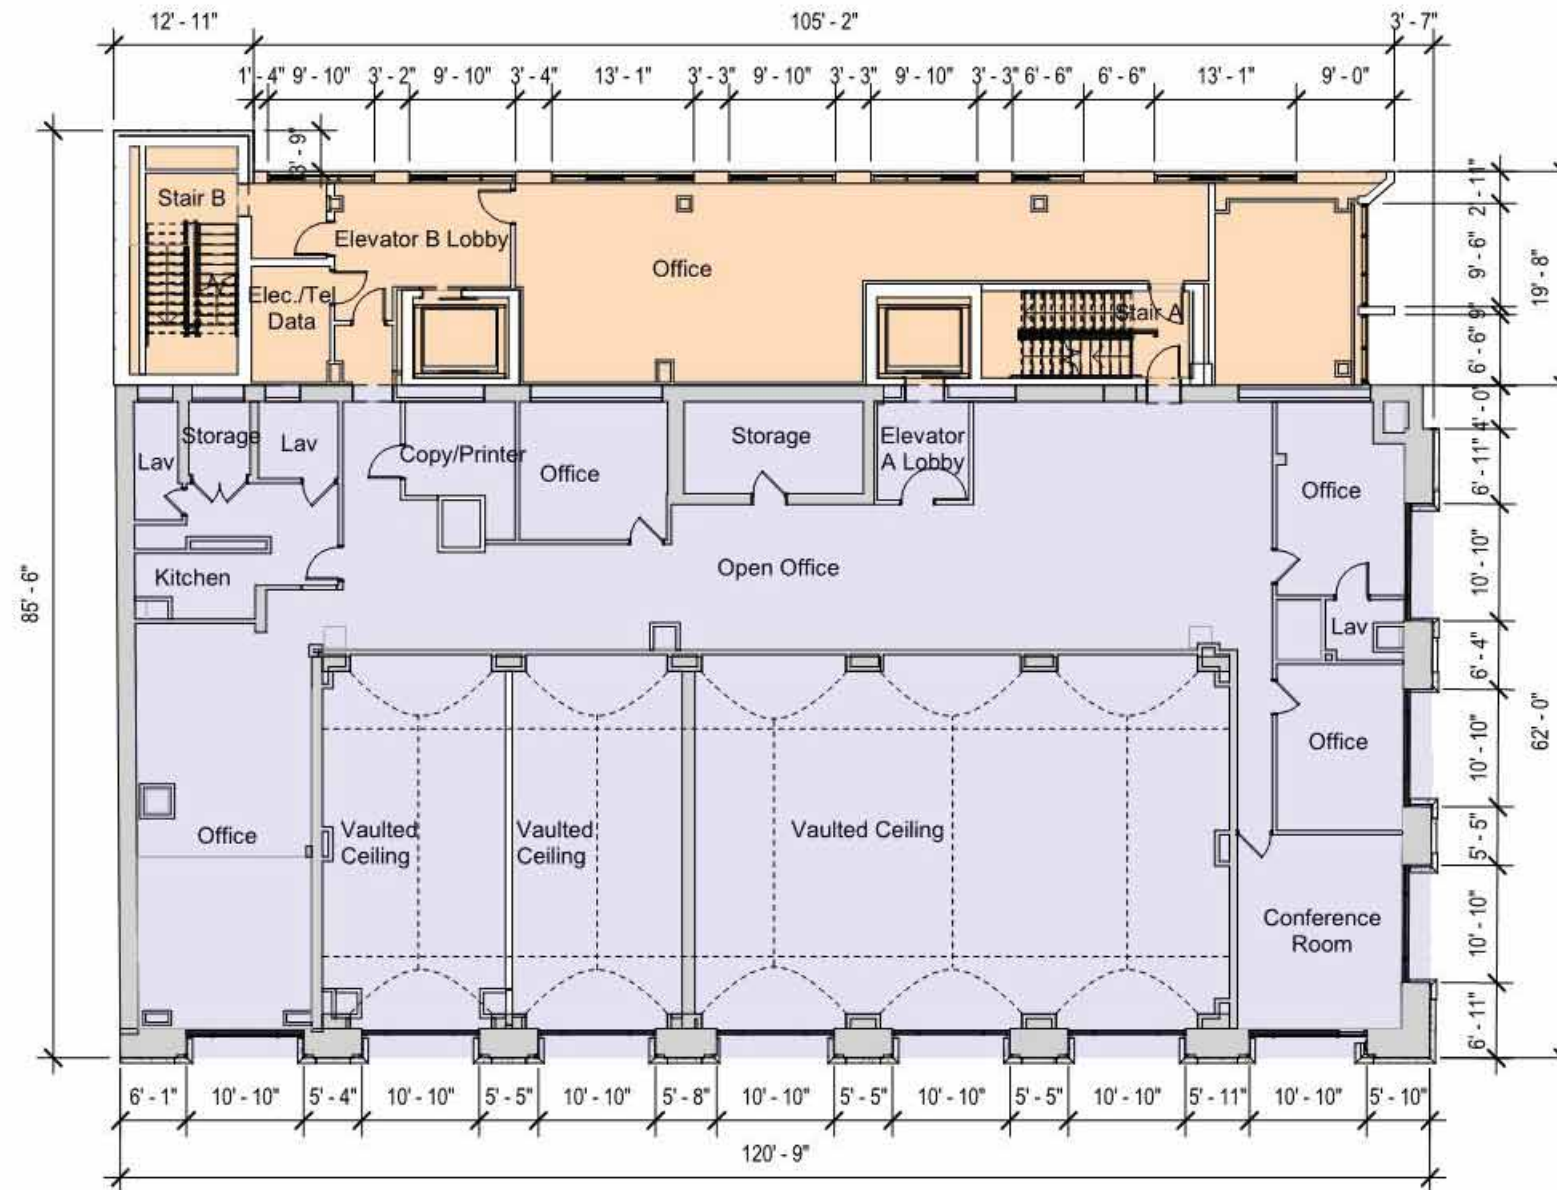 12' - 11"
105' - 2"
3' - 7"
1' - 4"
9' - 10"
3' - 2"
9' - 10"
3' - 4"
13' - 1"
3' - 3"
9' - 10"
3' - 3"
9' - 10"
3' - 3"
6' - 6"
6' - 6"
13' - 1"
9' - 0"
3' - 9"
Stair B
Elevator B Lobby
Office
Elec./Tel
Data
Stair A
2' - 11"
9' - 6"
9"
6' - 6"
19' - 8"
Lav
Storage
Lav
Copy/Printer
Office
Storage
Elevator
A Lobby
Office
Kitchen
Open Office
Lav
Office
Office
Vaulted
Ceiling
Vaulted
Ceiling
Vaulted Ceiling
Conference
Room
4' - 0"
6' - 11"
10' - 10"
6' - 4"
10' - 10"
5' - 5"
10' - 10"
6' - 11"
62' - 0"
85' - 6"
6' - 1"
10' - 10"
5' - 4"
10' - 10"
5' - 5"
10' - 10"
5' - 8"
10' - 10"
5' - 5"
10' - 10"
5' - 5"
10' - 10"
5' - 11"
10' - 10"
5' - 10"
120' - 9"